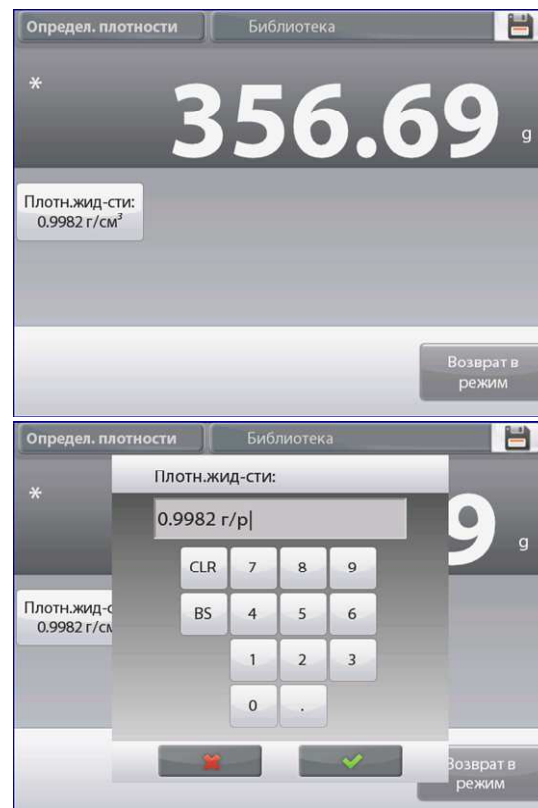 Определ. плотности Библиотека
*
356.69 g
Плотн.жид-сти:
0.9982 г/см³
Возврат в
режим
Определ. плотности Библиотека
Плотн.жид-сти:
*
0.9982 г/р
9 g
CLR 7 8 9
Плотн.жид-с
BS 4 5 6
0.9982 г/см
1 2 3
0 .
Возврат в
режим